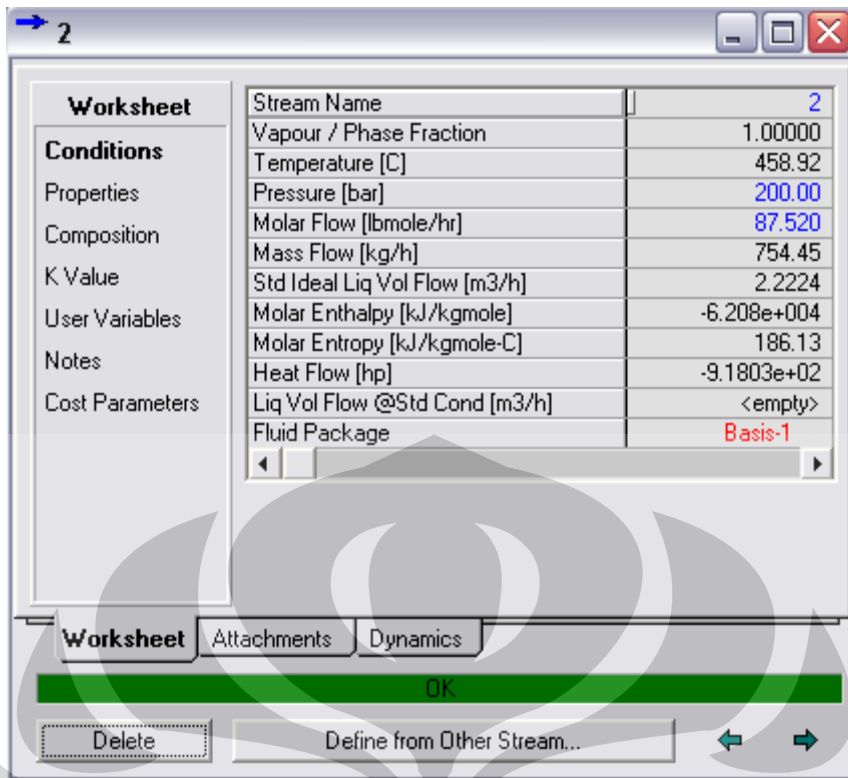 2
Worksheet
Conditions
Properties
Composition
K Value
User Variables
Notes
Cost Parameters
Stream Name 2
Vapour / Phase Fraction 1.00000
Temperature [C] 458.92
Pressure [bar] 200.00
Molar Flow [lbmole/hr] 87.520
Mass Flow [kg/h] 754.45
Std Ideal Liq Vol Flow [m3/h] 2.2224
Molar Enthalpy [kJ/kgmole] -6.208e+004
Molar Entropy [kJ/kgmole-C] 186.13
Heat Flow [hp] -9.1803e+02
Liq Vol Flow @Std Cond [m3/h] <empty>
Fluid Package Basis-1
Worksheet Attachments Dynamics
OK
Delete Define from Other Stream...